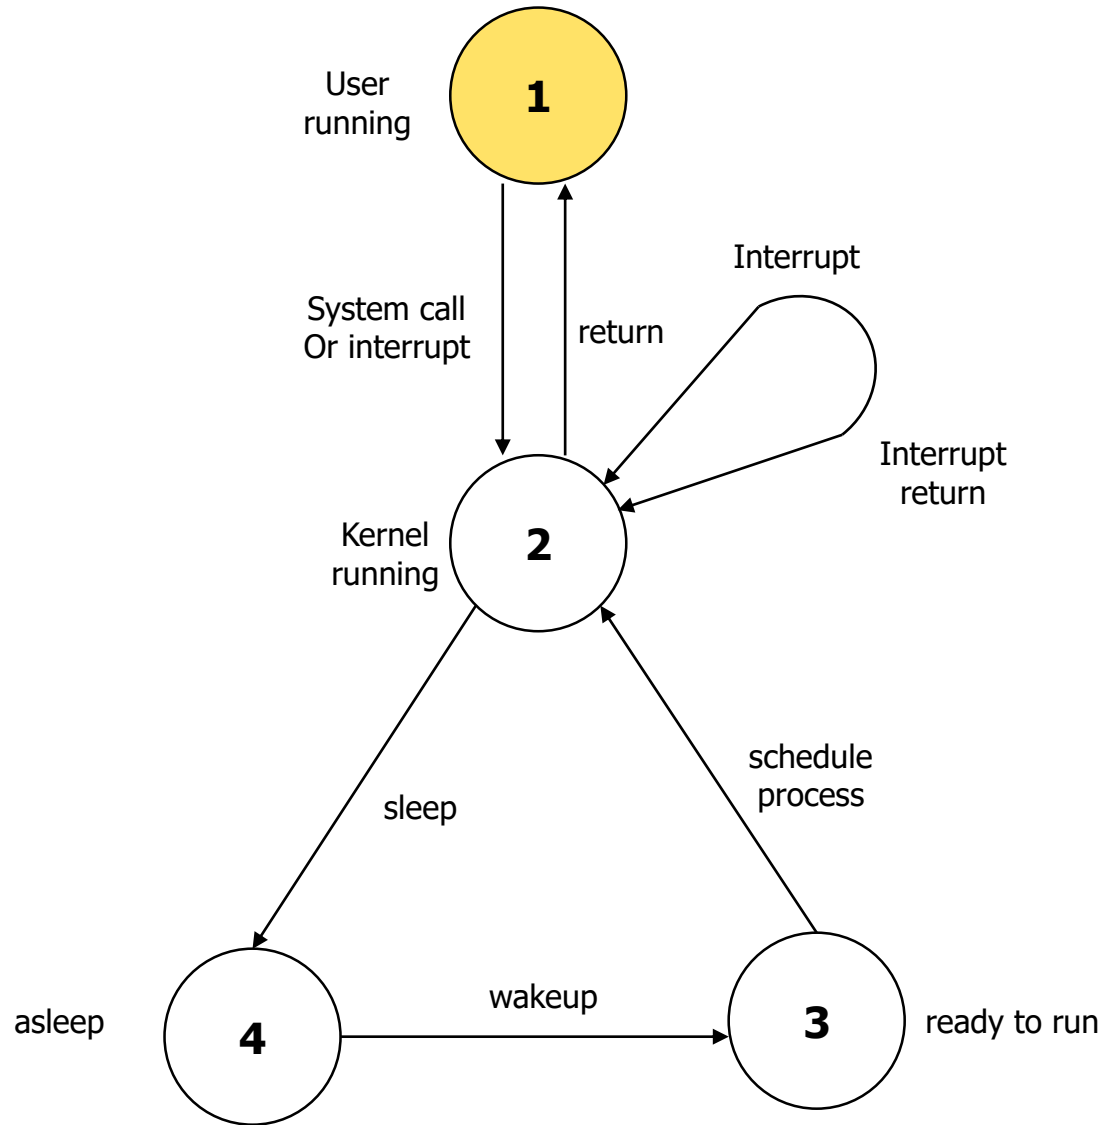 User
running
1
Interrupt
System call
Or interrupt
return
Interrupt
return
Kernel
running
2
schedule
process
sleep
wakeup
asleep
4
3
ready to run